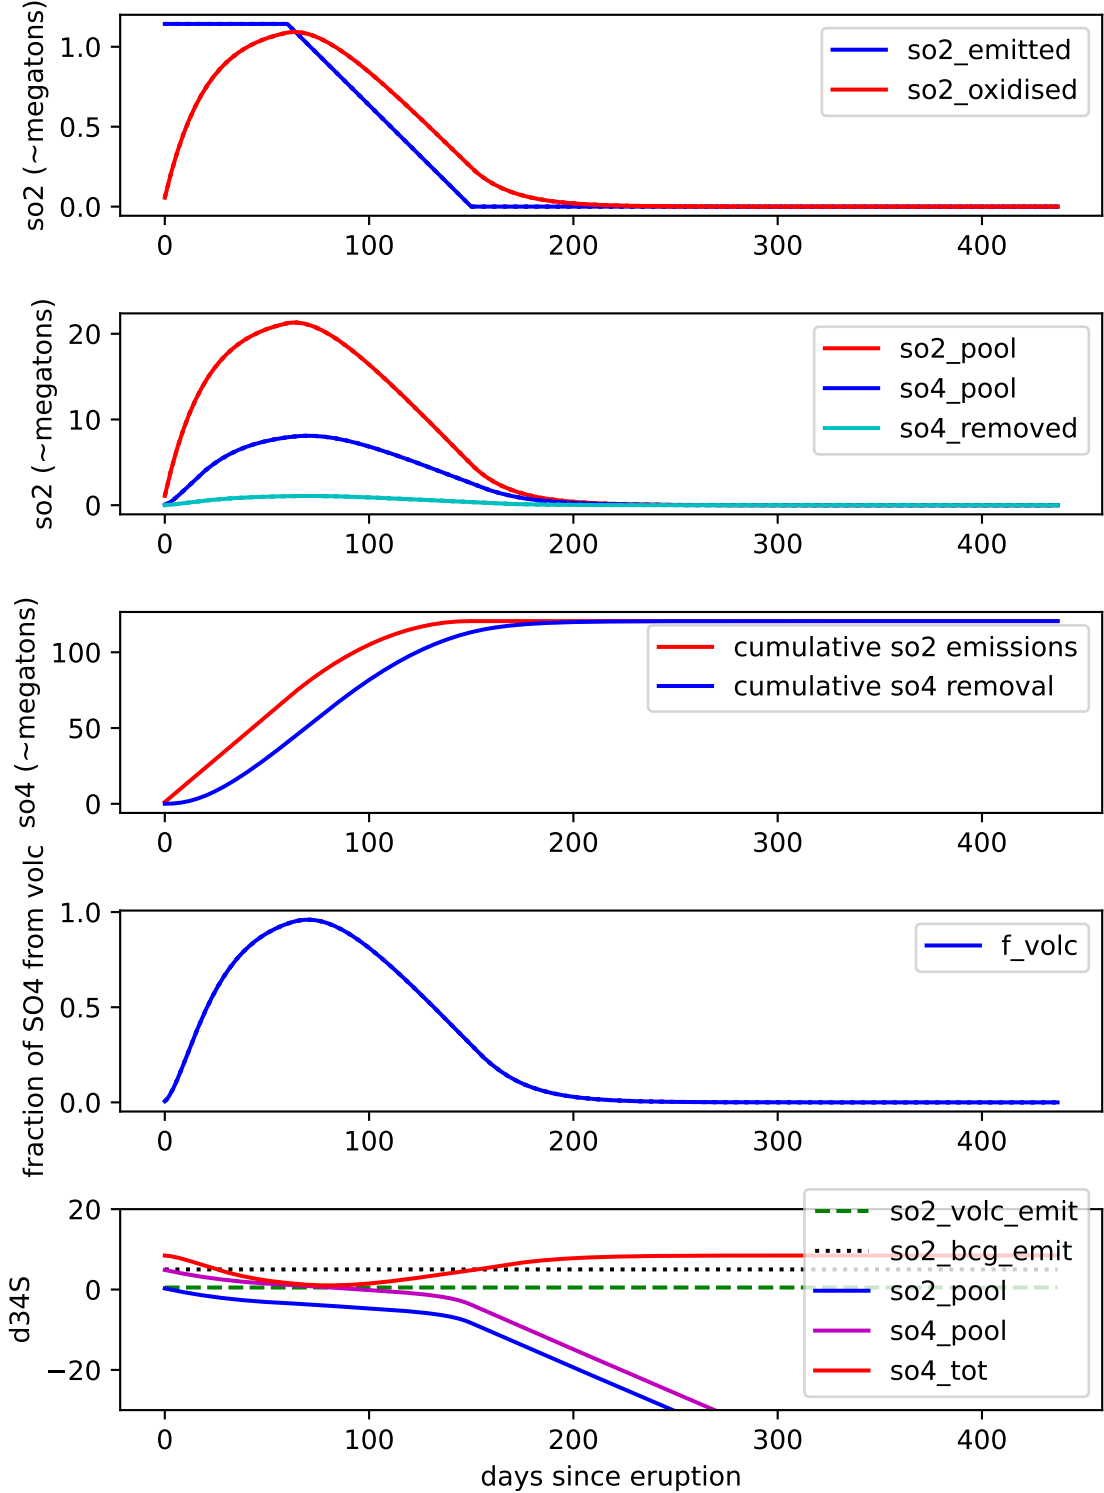 so2 (~megatons)
1.0
0.5
0.0
so2_emitted
so2_oxidised
0 100 200 300 400
so2 (~megatons)
20
10
0
so2_pool
so4_pool
so4_removed
0 100 200 300 400
so4 (~megatons)
100
50
0
cumulative so2 emissions
cumulative so4 removal
0 100 200 300 400
fraction of SO4 from volc
1.0
0.5
0.0
f_volc
0 100 200 300 400
d34S
20
0
−20
so2_volc_emit
so2_bcg_emit
so2_pool
so4_pool
so4_tot
0 100 200 300 400
days since eruption